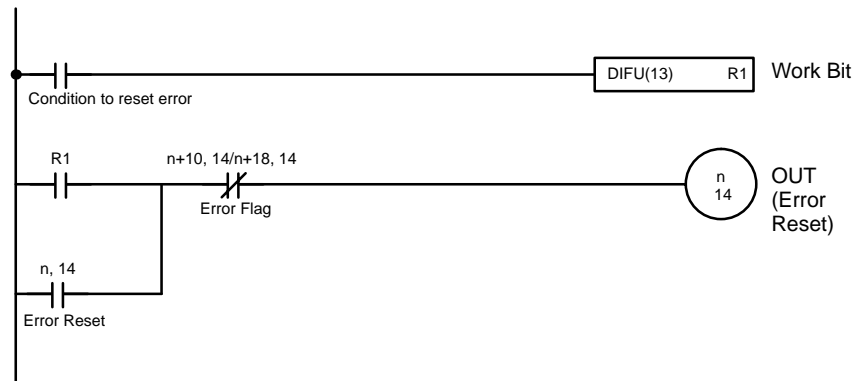 DIFU(13) R1 Work Bit
Condition to reset error
R1
n+10, 14/n+18, 14
Error Flag
n
14
OUT
(Error
Reset)
n, 14
Error Reset